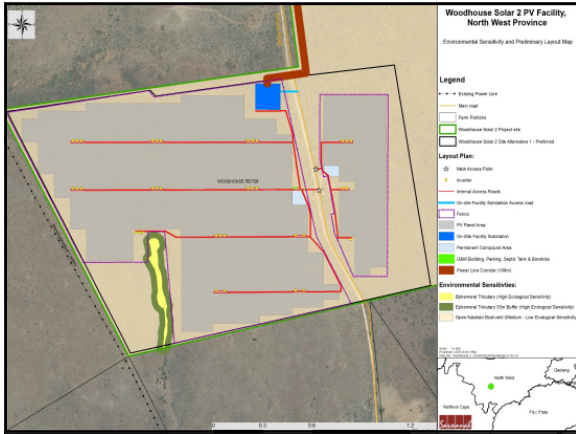 Woodhouse Solar 2 PV Facility,
North West Province
Environmental Sensitivity and Preliminary Layout Map
Legend
Existing Power Line
Main road
Farm Portions
Woodhouse Solar 2 Project site
Woodhouse Solar 2 Site Alternative 1 - Preferred
Layout Plan:
Main Access Point
Inverter
Internal Access Roads
On-site Facility Substation Access road
Fence
PV Panel Area
On-Site Facility Substation
Permanent Compound Area
O&M Building, Parking, Septic Tank & Borehole
Power Line Corridor (100m)
Environmental Sensitivities:
Ephemeral Tributary (High Ecological Sensitivity)
Ephemeral Tributary 30m Buffer (High Ecological Sensitivity)
Open Kalahari Bushveld (Medium - Low Ecological Sensitivity)
WOODHOUSE RE/729
0 0.3 0.6 1.2
North West
Gauteng
Northern Cape
Free State
Savannah